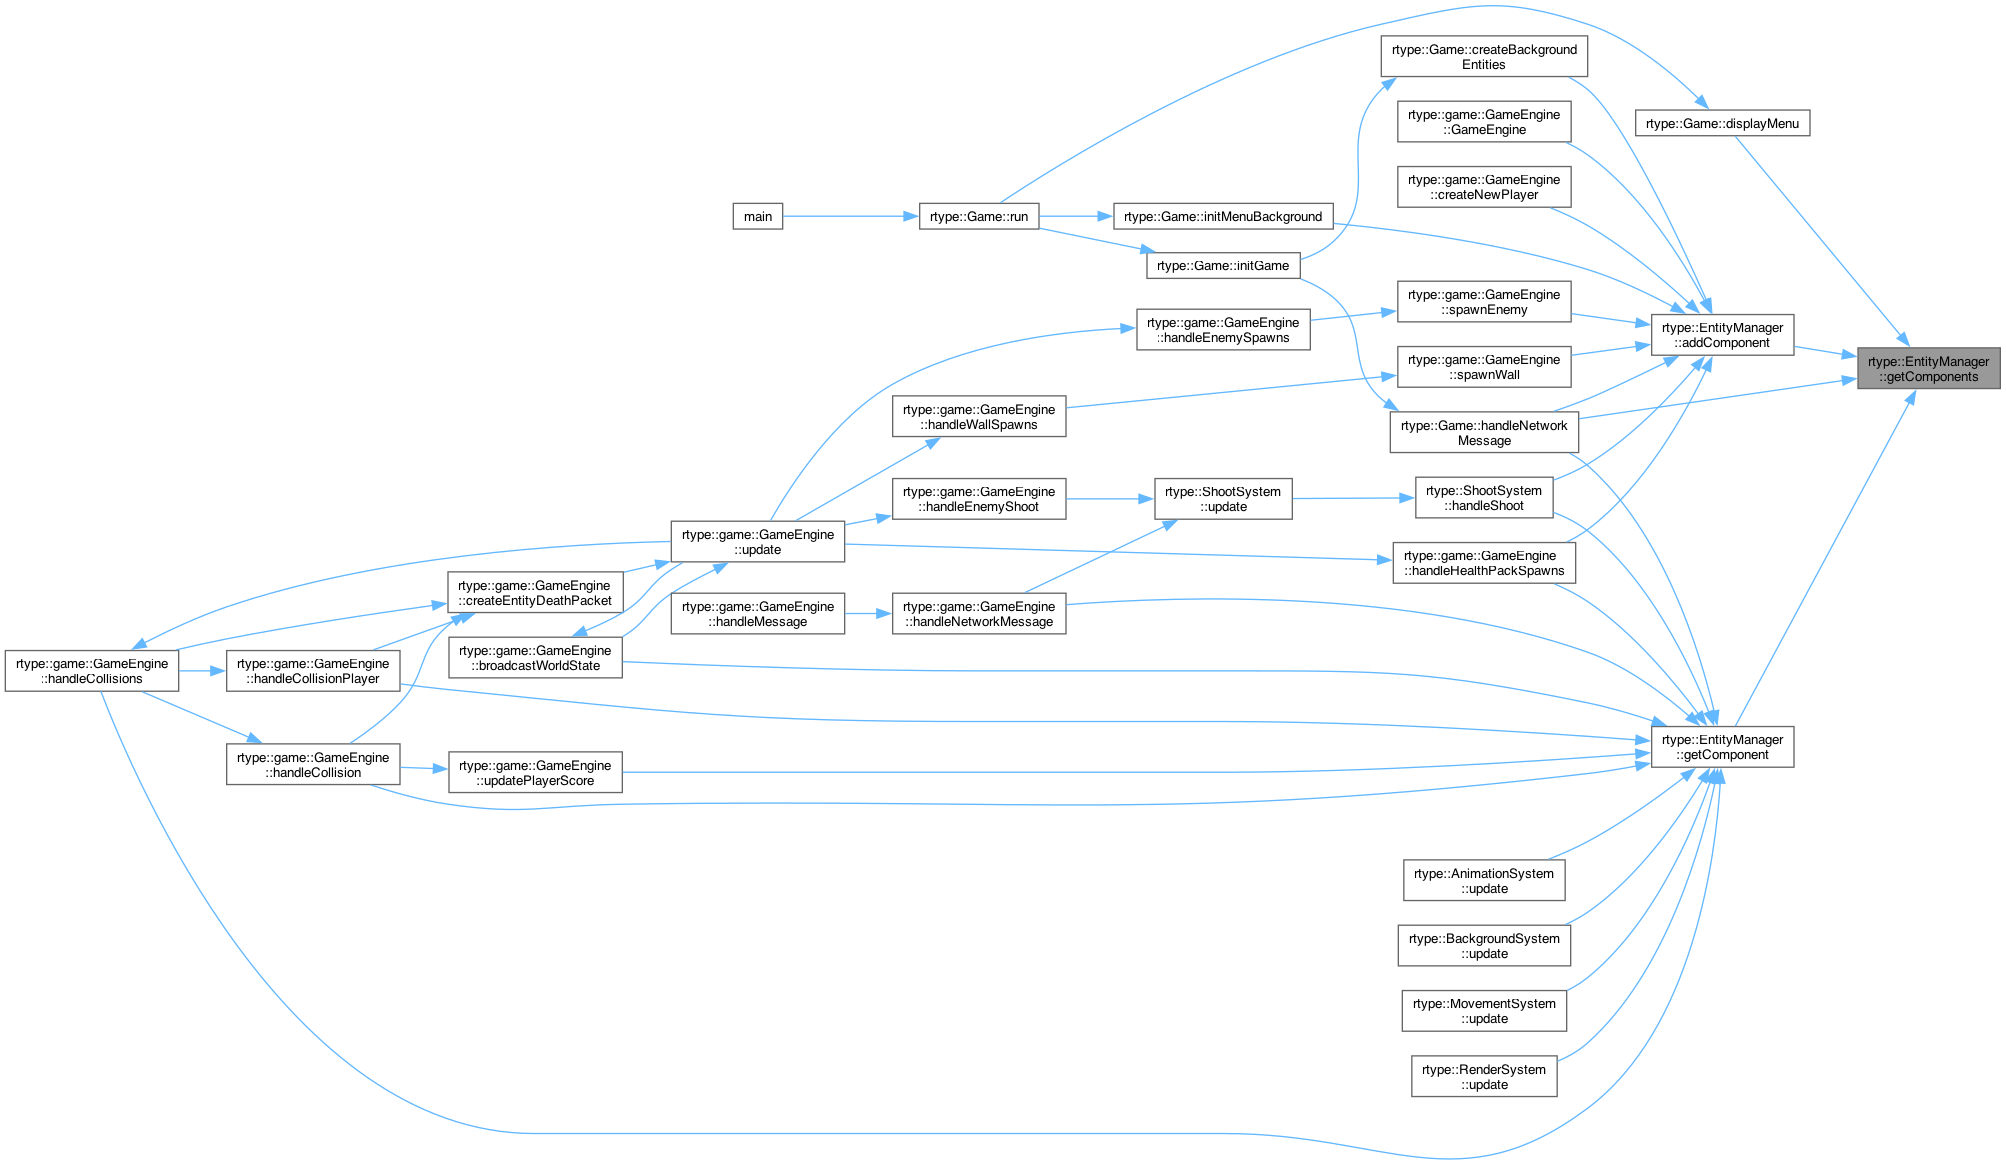 rtype::Game::createBackground
Entities
rtype::game::GameEngine
::GameEngine
rtype::Game::displayMenu
rtype::game::GameEngine
::createNewPlayer
main
rtype::Game::run
rtype::Game::initMenuBackground
rtype::Game::initGame
rtype::game::GameEngine
::spawnEnemy
rtype::game::GameEngine
::handleEnemySpawns
rtype::EntityManager
::addComponent
rtype::game::GameEngine
::spawnWall
rtype::EntityManager
::getComponents
rtype::game::GameEngine
::handleWallSpawns
rtype::Game::handleNetwork
Message
rtype::game::GameEngine
::handleEnemyShoot
rtype::ShootSystem
::update
rtype::ShootSystem
::handleShoot
rtype::game::GameEngine
::update
rtype::game::GameEngine
::handleHealthPackSpawns
rtype::game::GameEngine
::createEntityDeathPacket
rtype::game::GameEngine
::handleMessage
rtype::game::GameEngine
::handleNetworkMessage
rtype::game::GameEngine
::handleCollisions
rtype::game::GameEngine
::handleCollisionPlayer
rtype::game::GameEngine
::broadcastWorldState
rtype::game::GameEngine
::handleCollision
rtype::game::GameEngine
::updatePlayerScore
rtype::EntityManager
::getComponent
rtype::AnimationSystem
::update
rtype::BackgroundSystem
::update
rtype::MovementSystem
::update
rtype::RenderSystem
::update